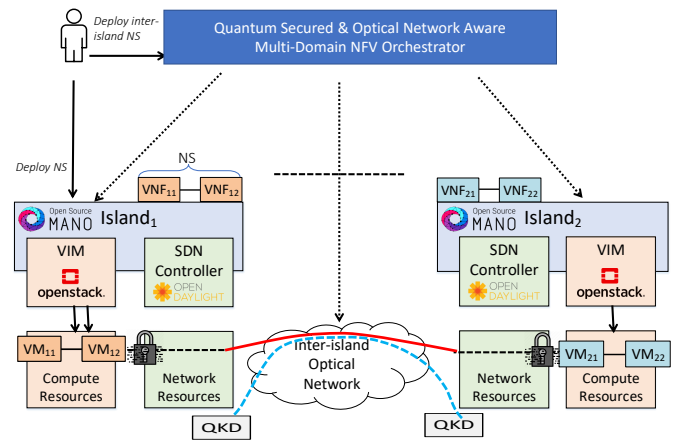 Deploy inter-
island NS
Quantum Secured & Optical Network Aware
Multi-Domain NFV Orchestrator
Deploy NS
NS
VNF11
VNF12
VNF21
VNF22
Open Source
MANO
Island1
Open Source
MANO
Island2
VIM
openstack.
SDN
Controller
OPEN
DAYLIGHT
SDN
Controller
OPEN
DAYLIGHT
VIM
openstack.
VM11
VM12
Compute
Resources
Network
Resources
Inter-island
Optical
Network
Network
Resources
VM21
VM22
Compute
Resources
QKD
QKD